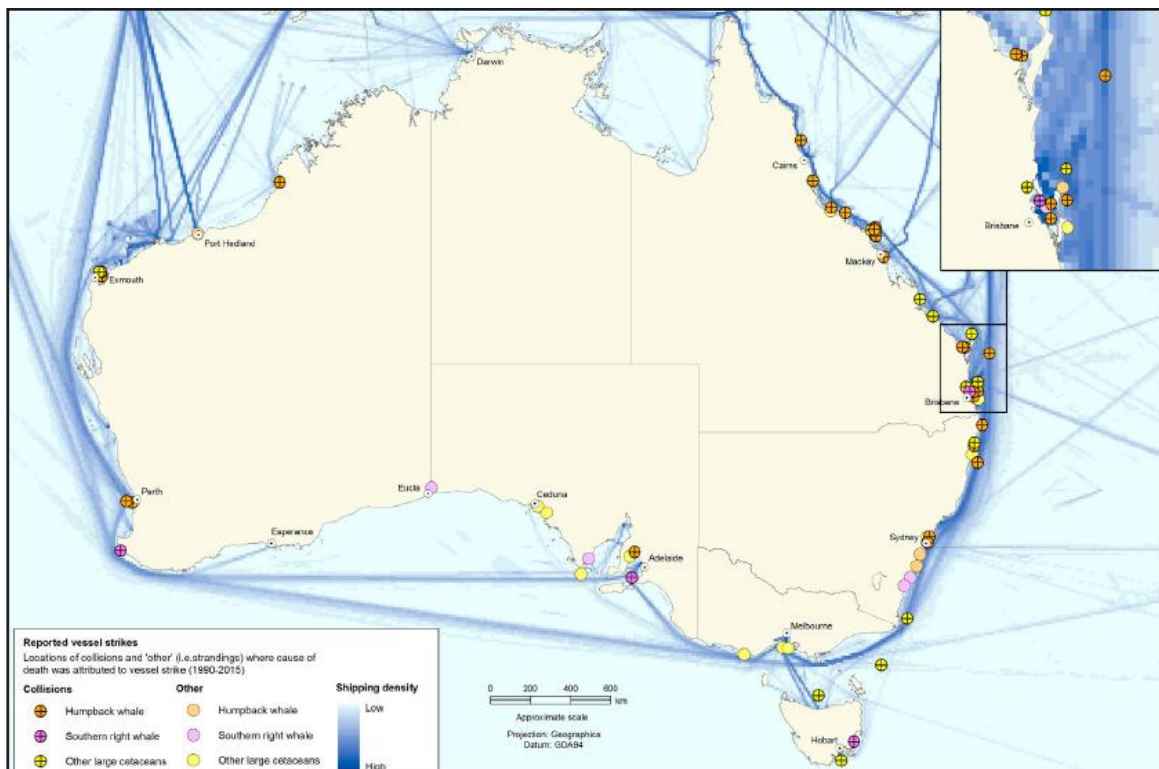 Darwin
Cairns
Port Hedland
Exmouth
Mackay
Brisbane
Brisbane
Perth
Eucla
Ceduna
Esperance
Sydney
Adelaide
Melbourne
Hobart
Reported vessel strikes
Locations of collisions and 'other' (i.e.strandings) where cause of
death was attributed to vessel strike (1990-2015)
Collisions Other Shipping density
Humpback whale Humpback whale Low
Southern right whale Southern right whale
Other large cetaceans Other large cetaceans High
0 200 400 600 800
km
Approximate scale
Projection: Geographics
Datum: GDA94